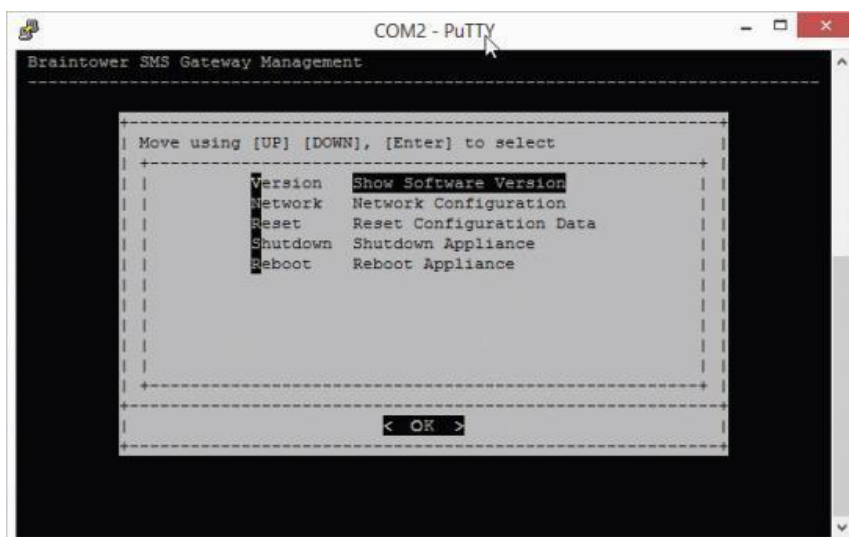 COM2 - PuTTY
Braintower SMS Gateway Management
Move using [UP] [DOWN], [Enter] to select
Version Show Software Version
Network Network Configuration
Reset Reset Configuration Data
Shutdown Shutdown Appliance
Reboot Reboot Appliance
< OK >